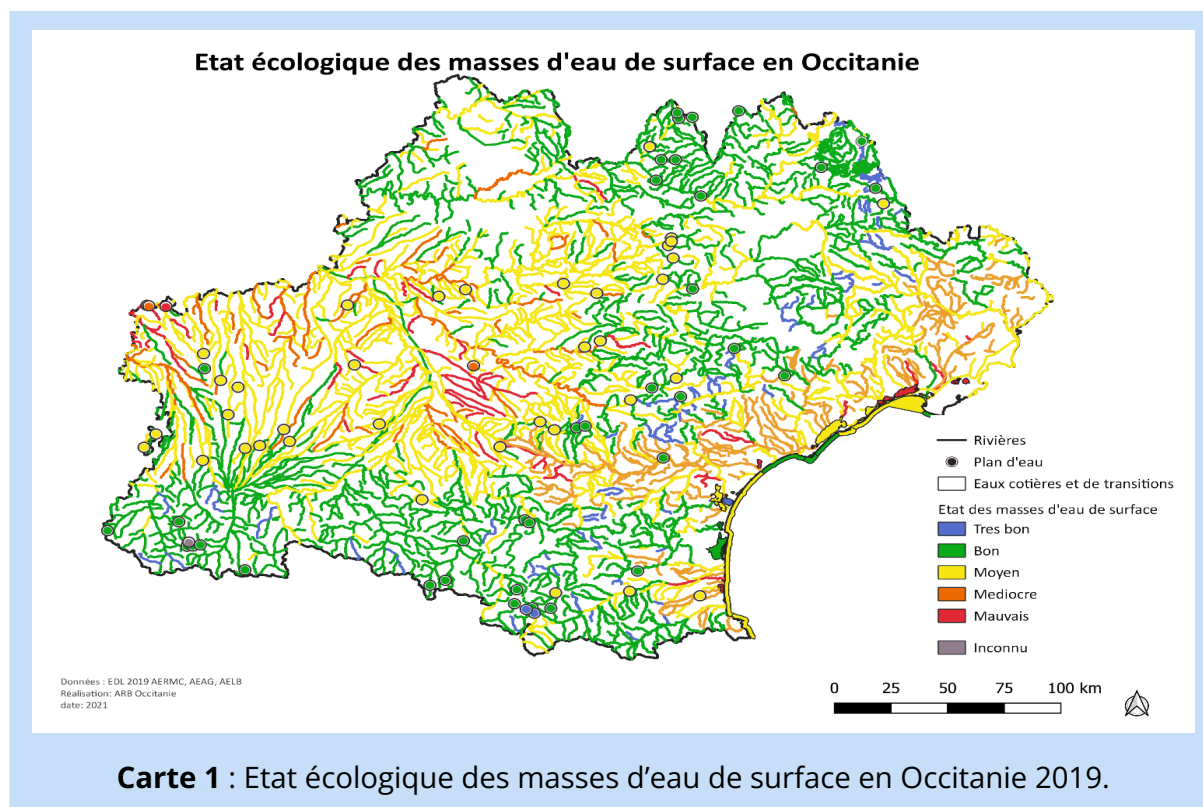 Etat écologique des masses d'eau de surface en Occitanie
Rivières
Plan d'eau
Eaux cotières et de transitions
Etat des masses d'eau de surface
Tres bon
Bon
Moyen
Mediocre
Mauvais
Inconnu
Données : EDL 2019 AERMC, AEAG, AELB
Réalisation: ARB Occitanie
date: 2021
0 25 50 75 100 km
Carte 1 : Etat écologique des masses d’eau de surface en Occitanie 2019.